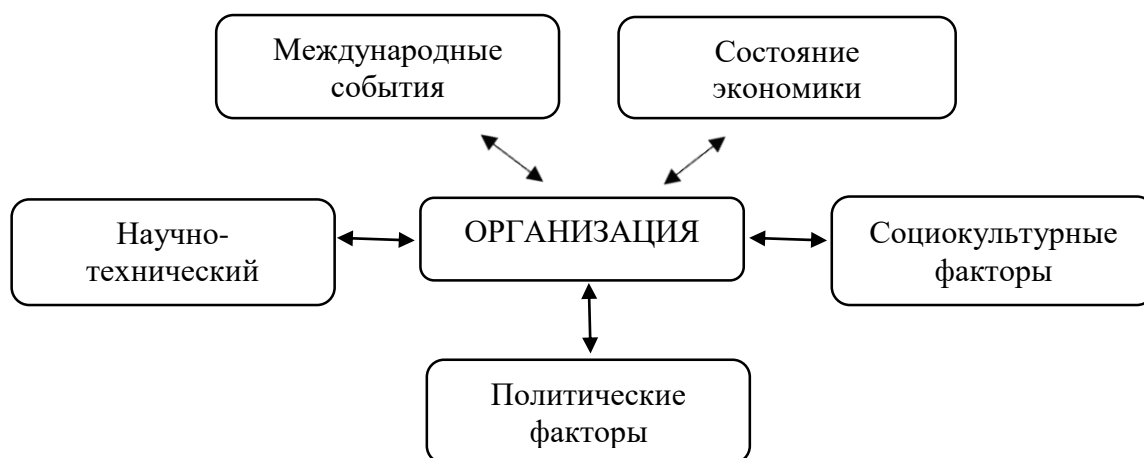 Международные
события
Состояние
экономики
Научно-
технический
ОРГАНИЗАЦИЯ
Социокультурные
факторы
Политические
факторы